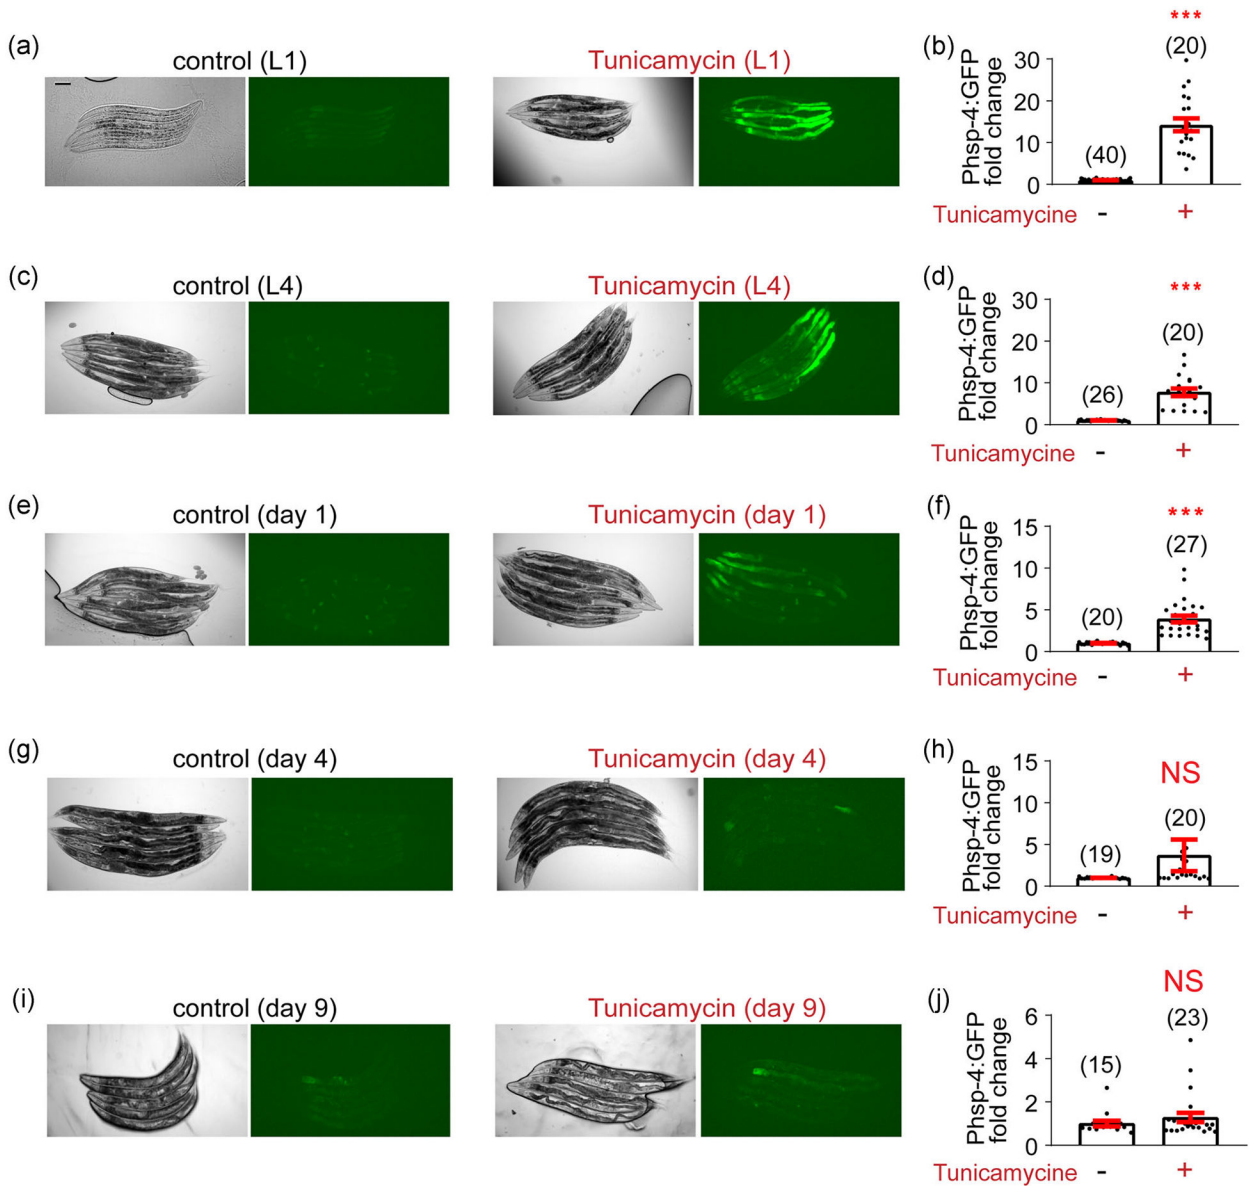 (a)
control (L1)
Tunicamycin (L1)
(b)
***
(20)
(40)
Phsp-4:GFP
fold change
30
20
10
0
Tunicamycine - +
(c)
control (L4)
Tunicamycin (L4)
(d)
***
(20)
(26)
Phsp-4:GFP
fold change
30
20
10
0
Tunicamycine - +
(e)
control (day 1)
Tunicamycin (day 1)
(f)
***
(27)
(20)
Phsp-4:GFP
fold change
15
10
5
0
Tunicamycine - +
(g)
control (day 4)
Tunicamycin (day 4)
(h)
NS
(20)
(19)
Phsp-4:GFP
fold change
15
10
5
0
Tunicamycine - +
(i)
control (day 9)
Tunicamycin (day 9)
(j)
NS
(23)
(15)
Phsp-4:GFP
fold change
6
4
2
0
Tunicamycine - +